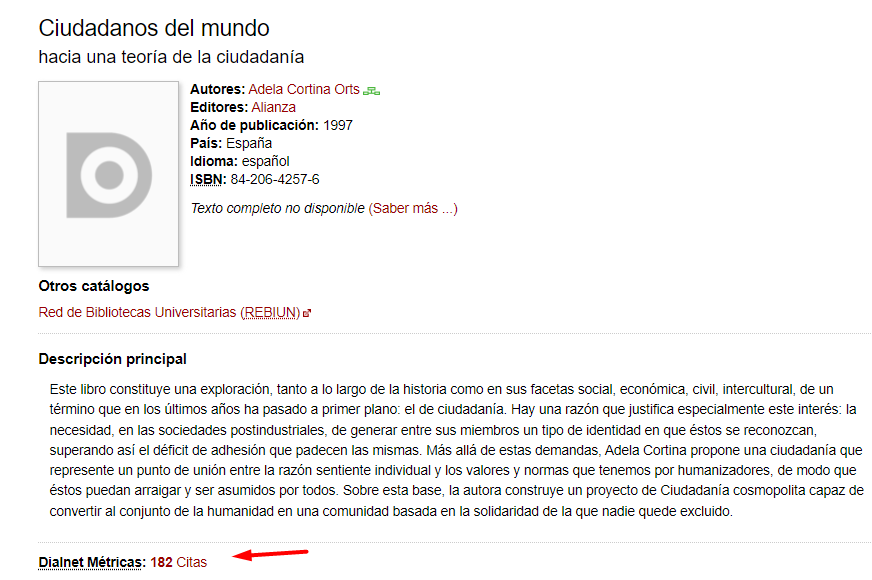 Ciudadanos del mundo
hacia una teoría de la ciudadanía
Autores: Adela Cortina Orts
Editores: Alianza
Año de publicación: 1997
País: España
Idioma: español
ISBN: 84-206-4257-6
Texto completo no disponible (Saber más ...)
Otros catálogos
Red de Bibliotecas Universitarias (REBIUN)
Descripción principal
Este libro constituye una exploración, tanto a lo largo de la historia como en sus facetas social, económica, civil, intercultural, de un
término que en los últimos años ha pasado a primer plano: el de ciudadanía. Hay una razón que justifica especialmente este interés: la
necesidad, en las sociedades postindustriales, de generar entre sus miembros un tipo de identidad en que éstos se reconozcan,
superando así el déficit de adhesión que padecen las mismas. Más allá de estas demandas, Adela Cortina propone una ciudadanía que
represente un punto de unión entre la razón sentiente individual y los valores y normas que tenemos por humanizadores, de modo que
éstos puedan arraigar y ser asumidos por todos. Sobre esta base, la autora construye un proyecto de Ciudadanía cosmopolita capaz de
convertir al conjunto de la humanidad en una comunidad basada en la solidaridad de la que nadie quede excluido.
Dialnet Métricas: 182 Citas